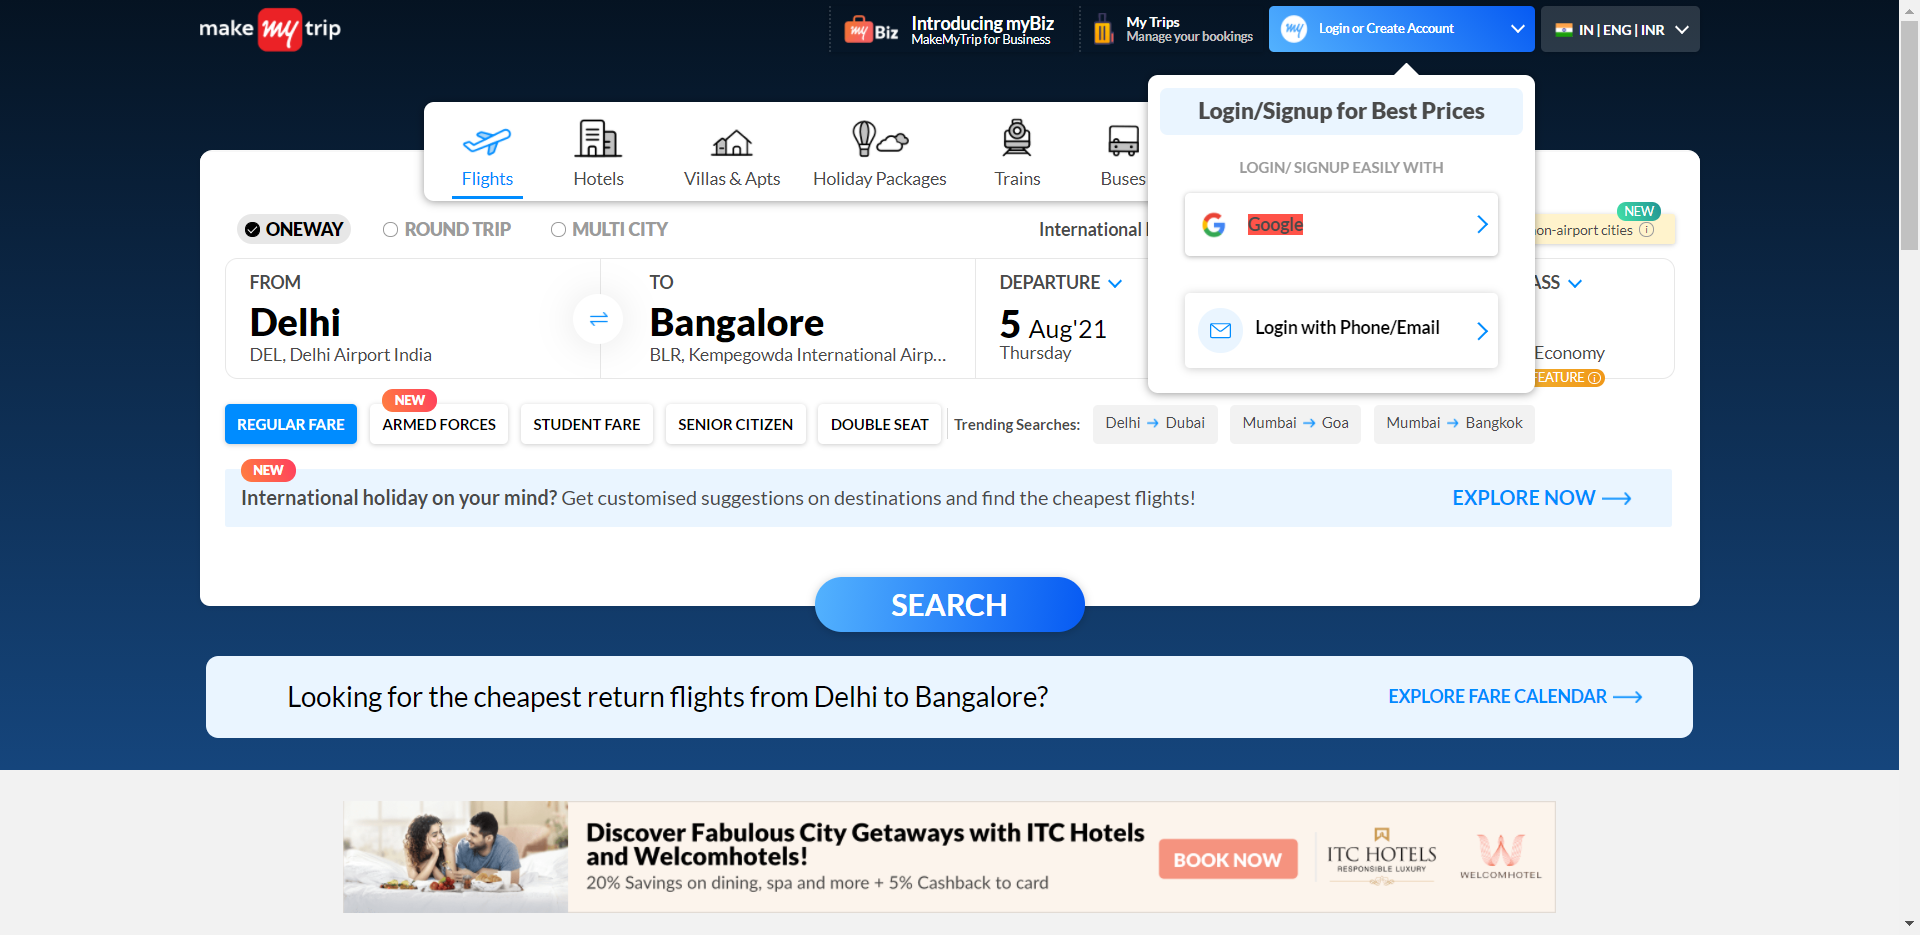 make my trip
my Biz
Introducing myBiz
MakeMyTrip for Business
My Trips
Manage your bookings
my
Login or Create Account
IN | ENG | INR
Login/Signup for Best Prices
LOGIN/ SIGNUP EASILY WITH
Google
Login with Phone/Email
Flights
Hotels
Villas & Apts
Holiday Packages
Trains
Buses
ONEWAY
ROUND TRIP
MULTI CITY
International
NEW
on-airport cities
FROM
Delhi
DEL, Delhi Airport India
TO
Bangalore
BLR, Kempegowda International Airp...
DEPARTURE
5 Aug'21
Thursday
ASS
Economy
FEATURE
REGULAR FARE
NEW
ARMED FORCES
STUDENT FARE
SENIOR CITIZEN
DOUBLE SEAT
Trending Searches:
Delhi → Dubai
Mumbai → Goa
Mumbai → Bangkok
NEW
International holiday on your mind? Get customised suggestions on destinations and find the cheapest flights!
EXPLORE NOW
SEARCH
Looking for the cheapest return flights from Delhi to Bangalore?
EXPLORE FARE CALENDAR
Discover Fabulous City Getaways with ITC Hotels
and Welcomhotels!
20% Savings on dining, spa and more + 5% Cashback to card
BOOK NOW
ITC HOTELS
RESPONSIBLE LUXURY
WELCOMHOTEL